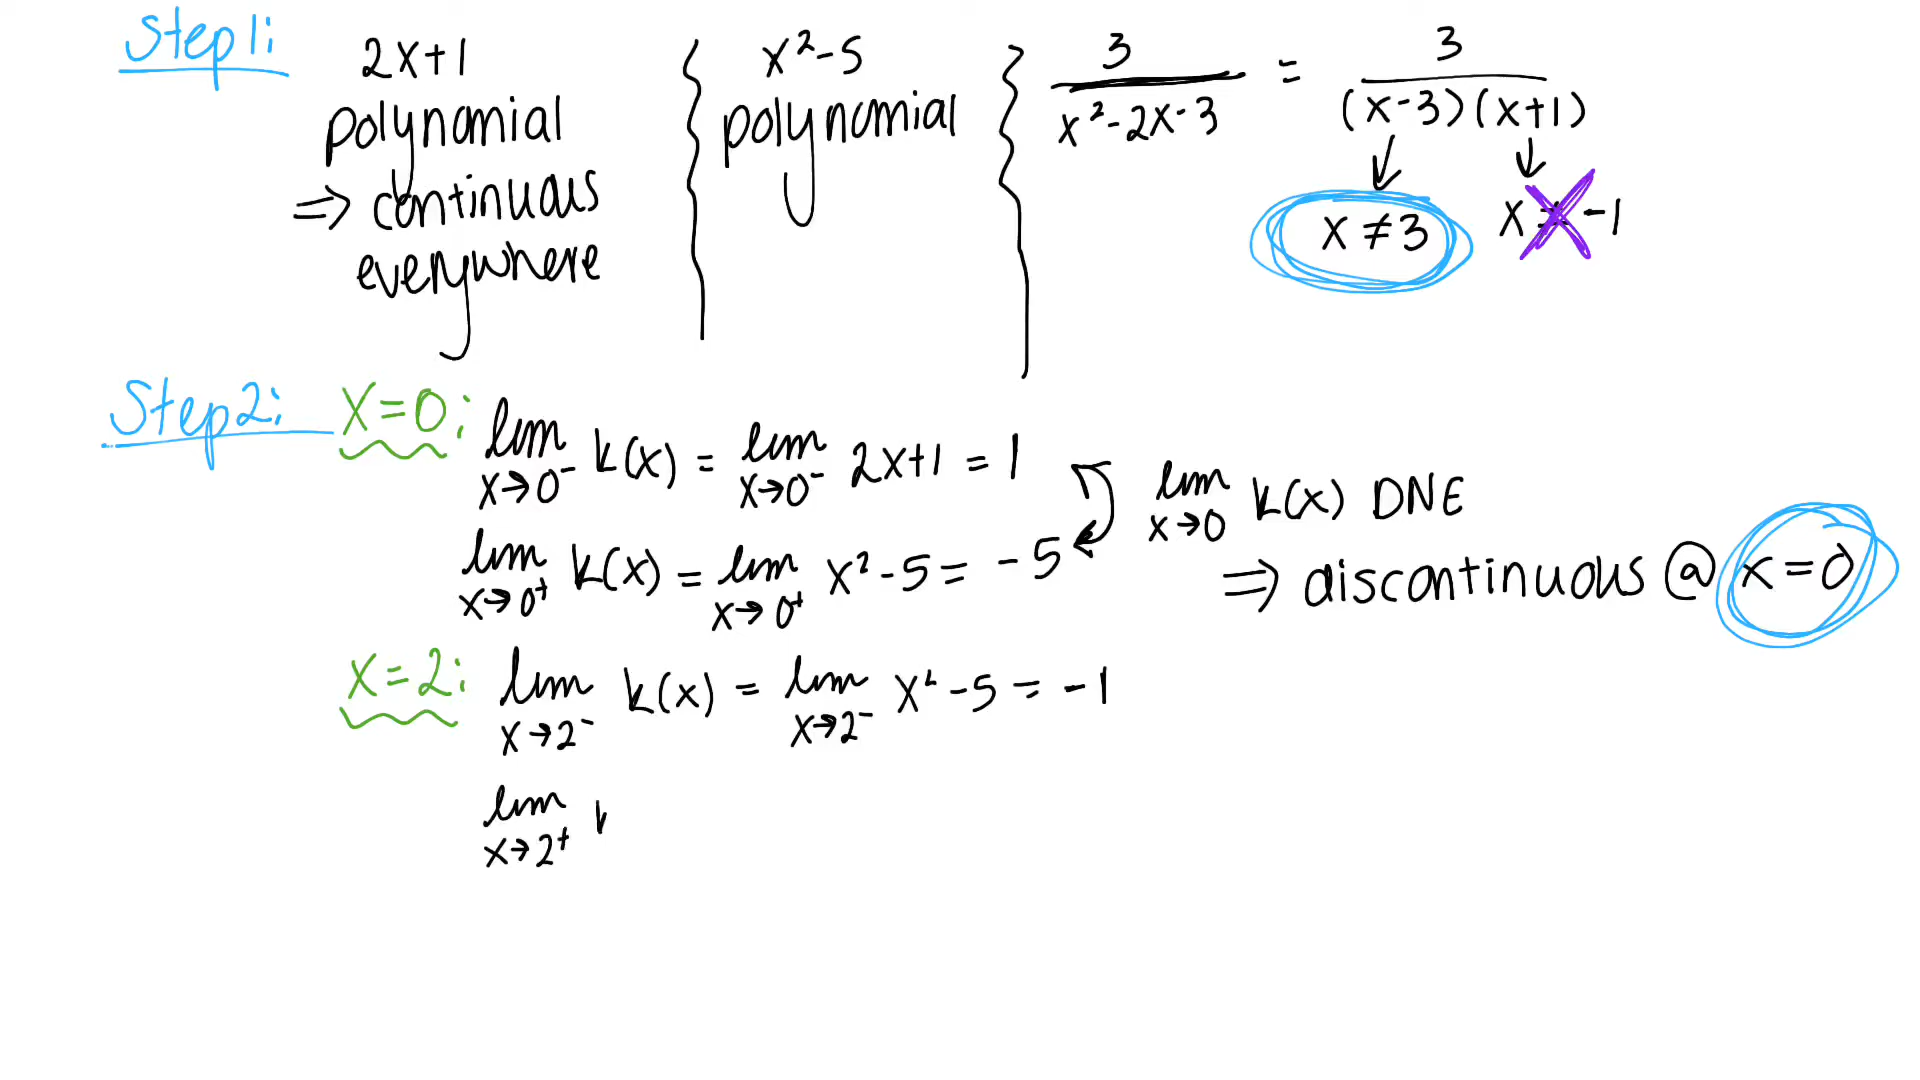 Step 1:
2x+1
polynomial
⇒ continuous
everywhere
x²-5
polynomial
3/(x²-2x-3) = 3/((x-3)(x+1))
↓ ↓
x≠3 x≠-1
Step 2:
x=0:
lim x→0⁻ k(x) = lim x→0⁻ 2x+1 = 1
lim x→0⁺ k(x) = lim x→0⁺ x²-5 = -5
lim x→0 k(x) DNE
⇒ discontinuous @ x=0
x=2:
lim x→2⁻ k(x) = lim x→2⁻ x²-5 = -1
lim x→2⁺